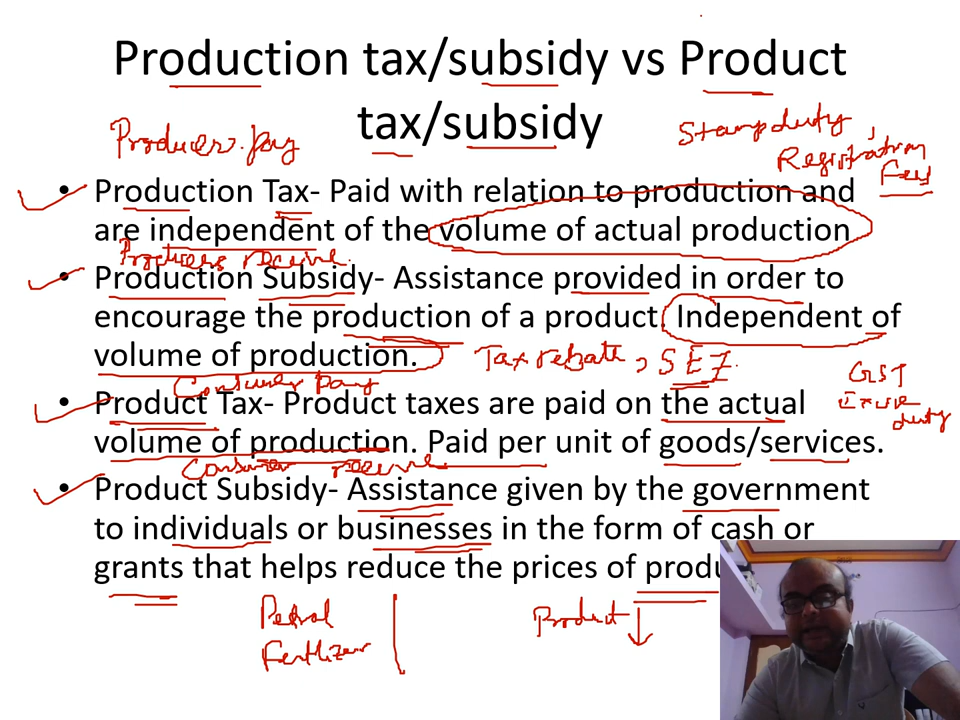 Production tax/subsidy vs Product
tax/subsidy
Producers pay
Stamp duty
Registration
Fees
• Production Tax- Paid with relation to production and
are independent of the volume of actual production
Producers receive
• Production Subsidy- Assistance provided in order to
encourage the production of a product. Independent of
volume of production.
Tax rebate, SEZ.
Consumer pay
GST
Excise
duty
• Product Tax- Product taxes are paid on the actual
volume of production. Paid per unit of goods/services.
Consumer receive
• Product Subsidy- Assistance given by the government
to individuals or businesses in the form of cash or
grants that helps reduce the prices of produ
Petrol
Fertilizer
Product ↓